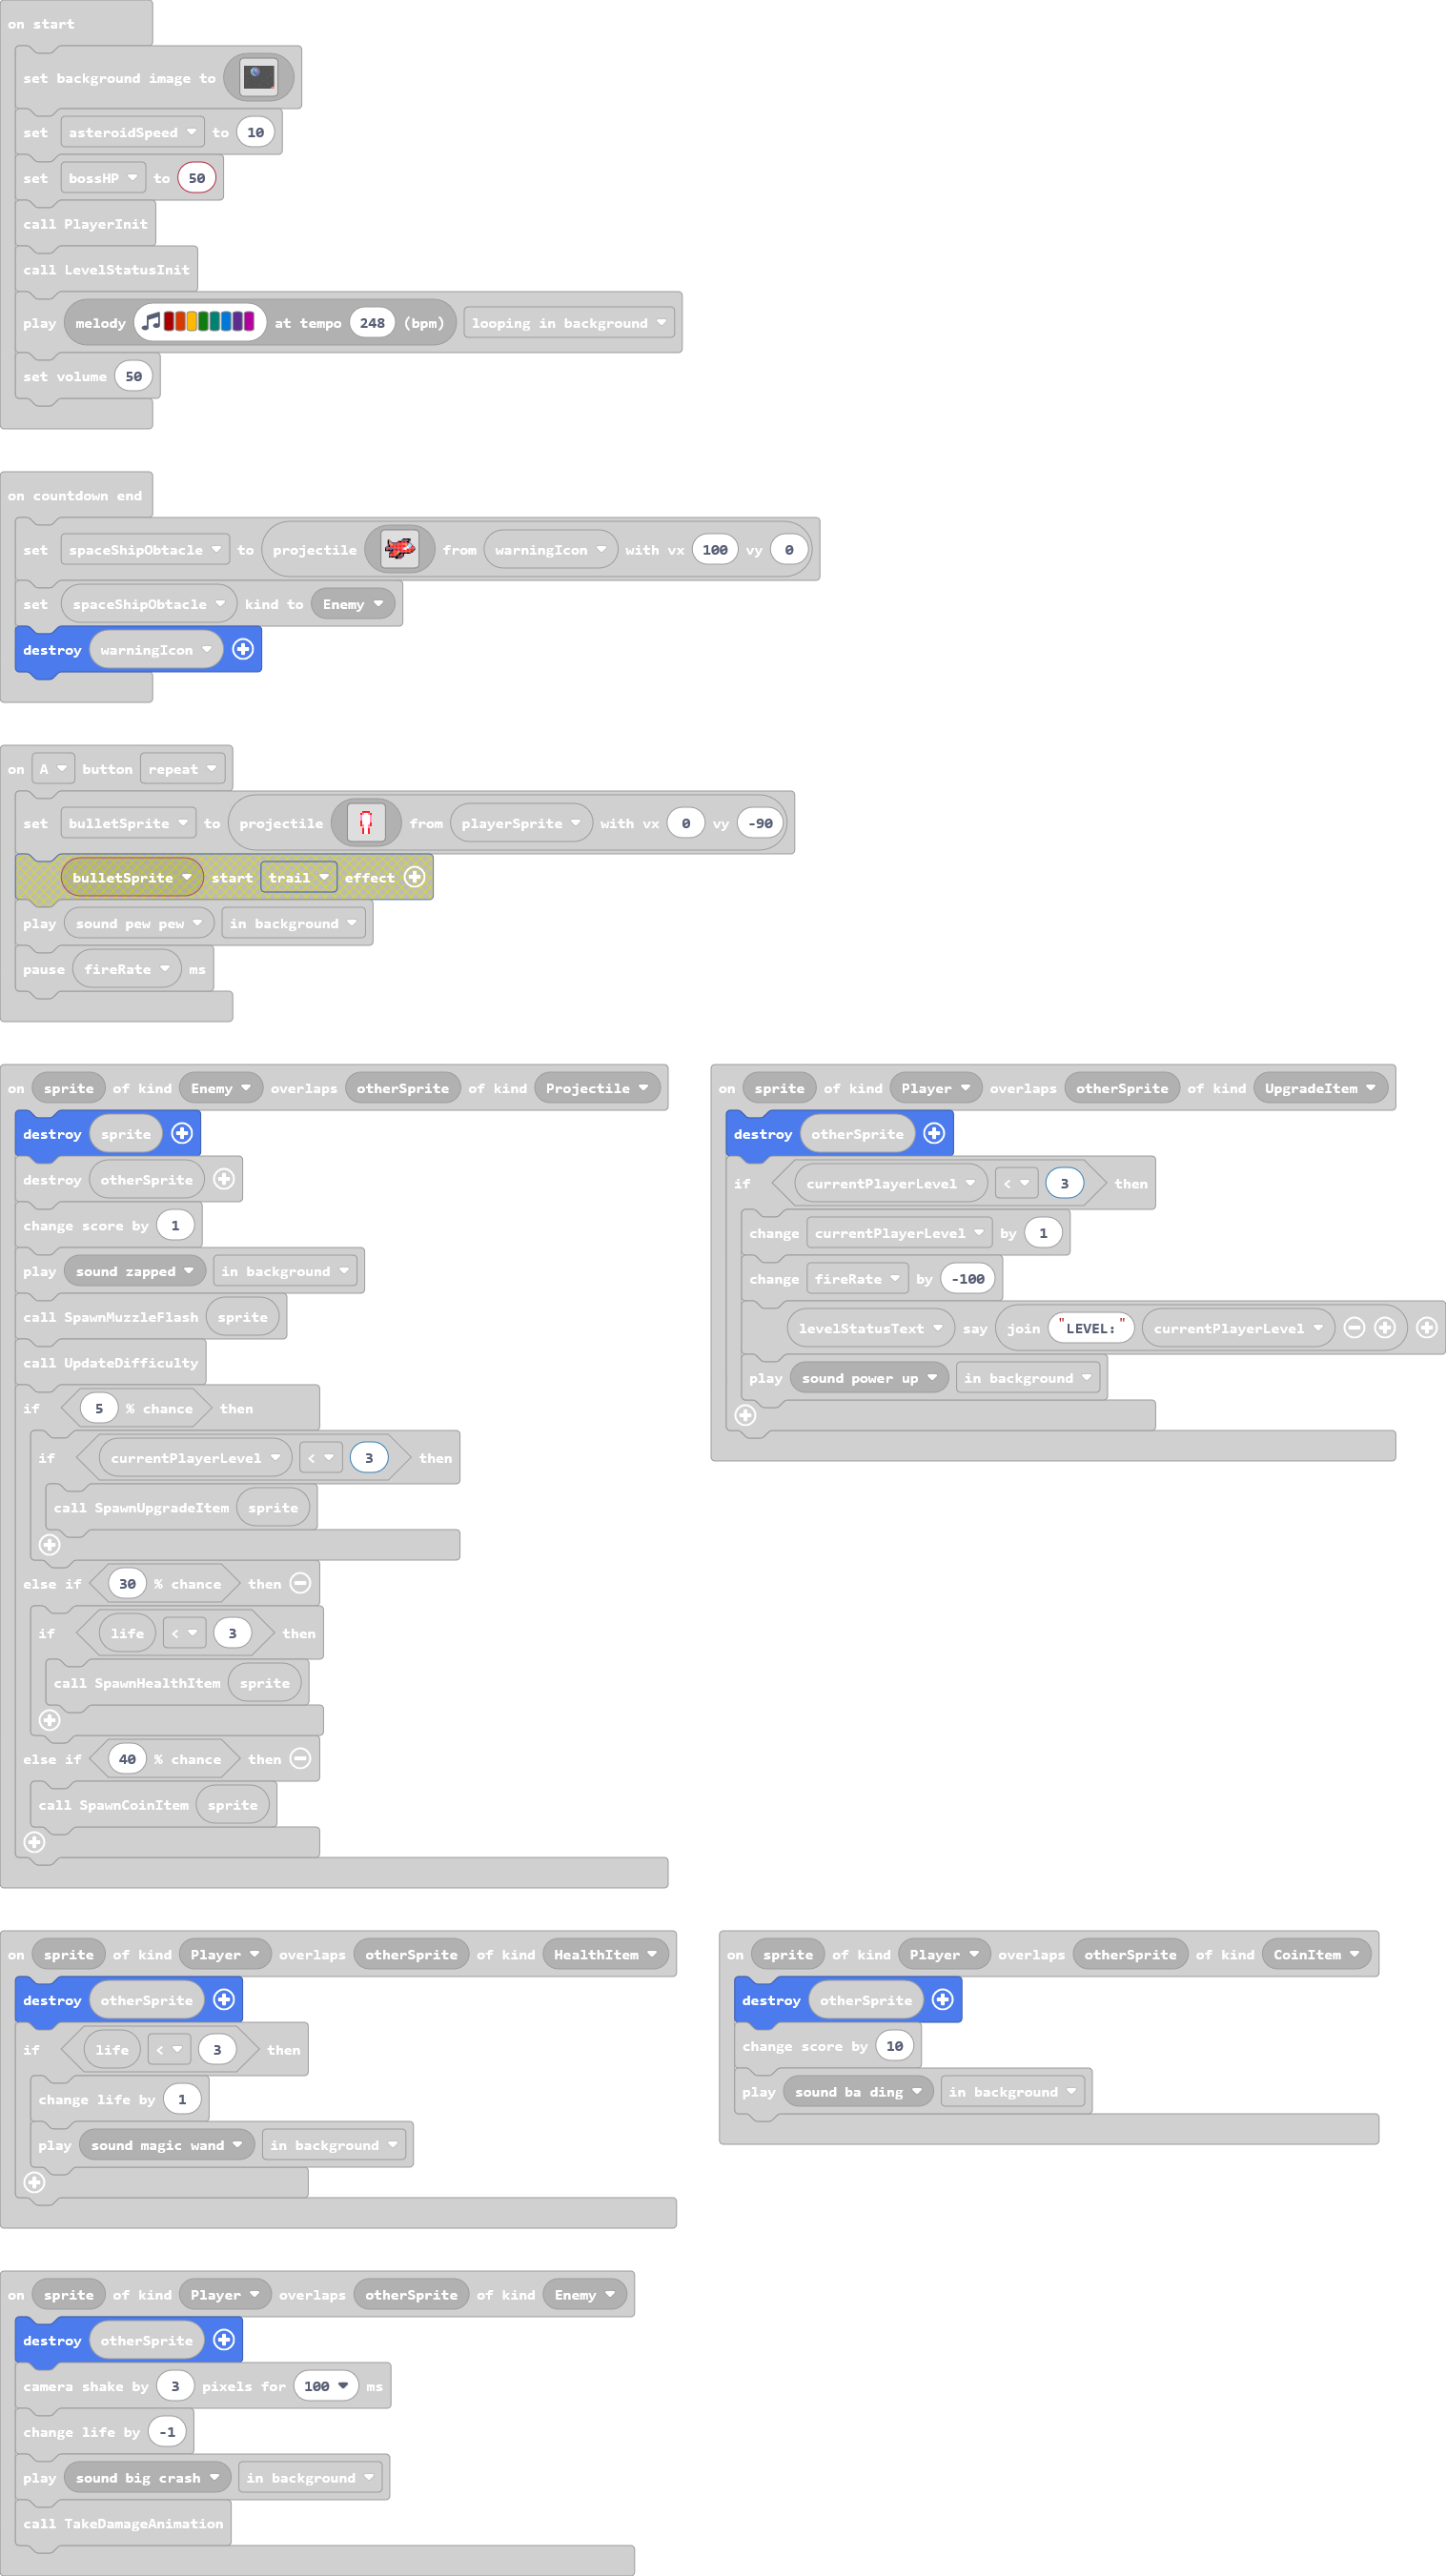 on start
set background image to
set asteroidSpeed to 10
set bossHP to 50
call PlayerInit
call LevelStatusInit
play melody at tempo 248 (bpm) looping in background
set volume 50
on countdown end
set spaceShipObtacle to projectile from warningIcon with vx 100 vy 0
set spaceShipObtacle kind to Enemy
destroy warningIcon
on A button repeat
set bulletSprite to projectile from playerSprite with vx 0 vy -90
bulletSprite start trail effect
play sound pew pew in background
pause fireRate ms
on sprite of kind Enemy overlaps otherSprite of kind Projectile
destroy sprite
destroy otherSprite
change score by 1
play sound zapped in background
call SpawnMuzzleFlash sprite
call UpdateDifficulty
if 5 % chance then
if currentPlayerLevel < 3 then
call SpawnUpgradeItem sprite
else if 30 % chance then
if life < 3 then
call SpawnHealthItem sprite
else if 40 % chance then
call SpawnCoinItem sprite
on sprite of kind Player overlaps otherSprite of kind UpgradeItem
destroy otherSprite
if currentPlayerLevel < 3 then
change currentPlayerLevel by 1
change fireRate by -100
levelStatusText say join "LEVEL:" currentPlayerLevel
play sound power up in background
on sprite of kind Player overlaps otherSprite of kind HealthItem
destroy otherSprite
if life < 3 then
change life by 1
play sound magic wand in background
on sprite of kind Player overlaps otherSprite of kind CoinItem
destroy otherSprite
change score by 10
play sound ba ding in background
on sprite of kind Player overlaps otherSprite of kind Enemy
destroy otherSprite
camera shake by 3 pixels for 100 ms
change life by -1
play sound big crash in background
call TakeDamageAnimation